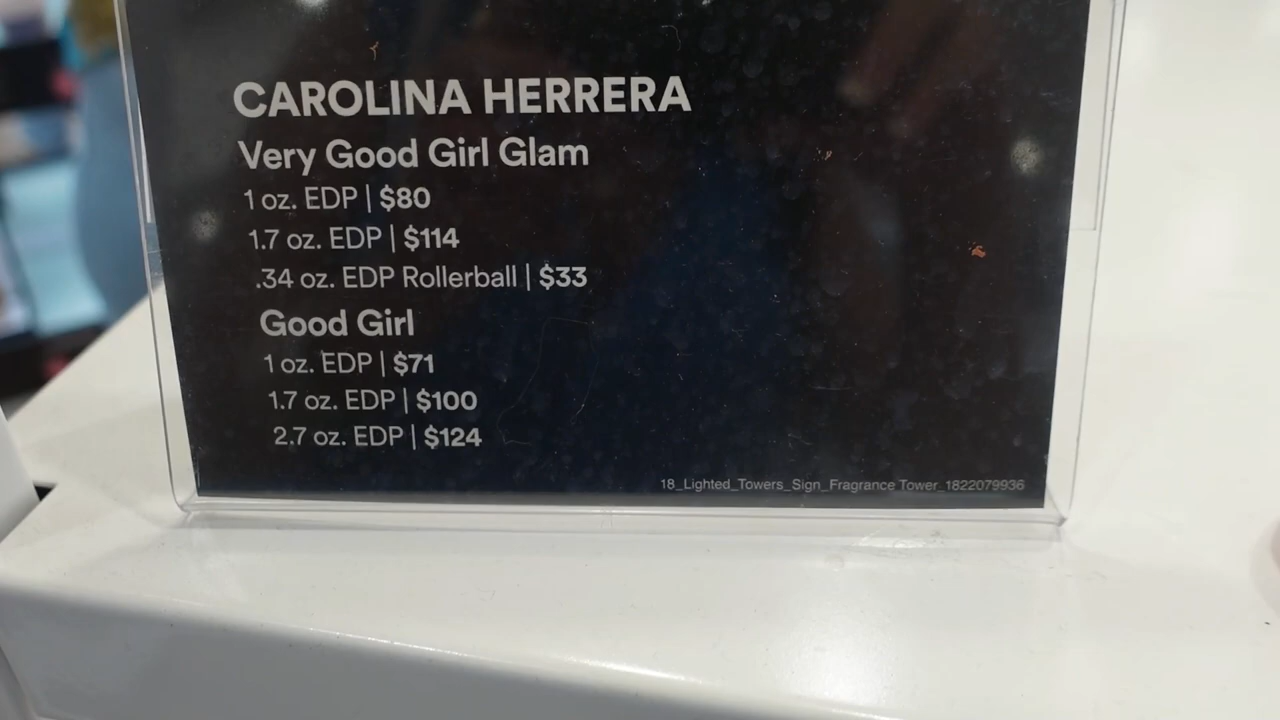 CAROLINA HERRERA
Very Good Girl Glam
1 oz. EDP | $80
1.7 oz. EDP | $114
.34 oz. EDP Rollerball | $33
Good Girl
1 oz. EDP | $71
1.7 oz. EDP | $100
2.7 oz. EDP | $124
18_Lighted_Towers_Sign_Fragrance Tower_1822079936